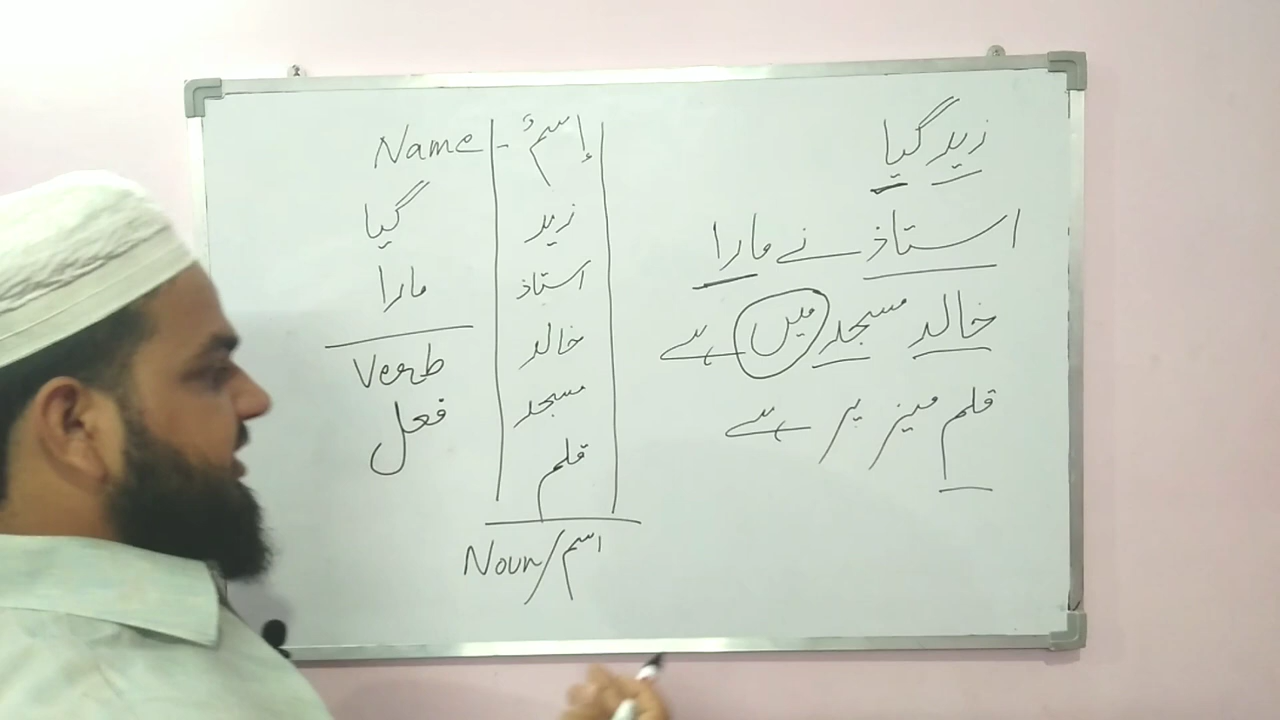 زید گیا
استاذ نے مارا
خالد مسجد میں ہے
قلم میز پر ہے
إسمٌ - Name
زید
استاذ
خالد
مسجد
قلم
اسم / Noun
گیا
مارا
Verb
فعل